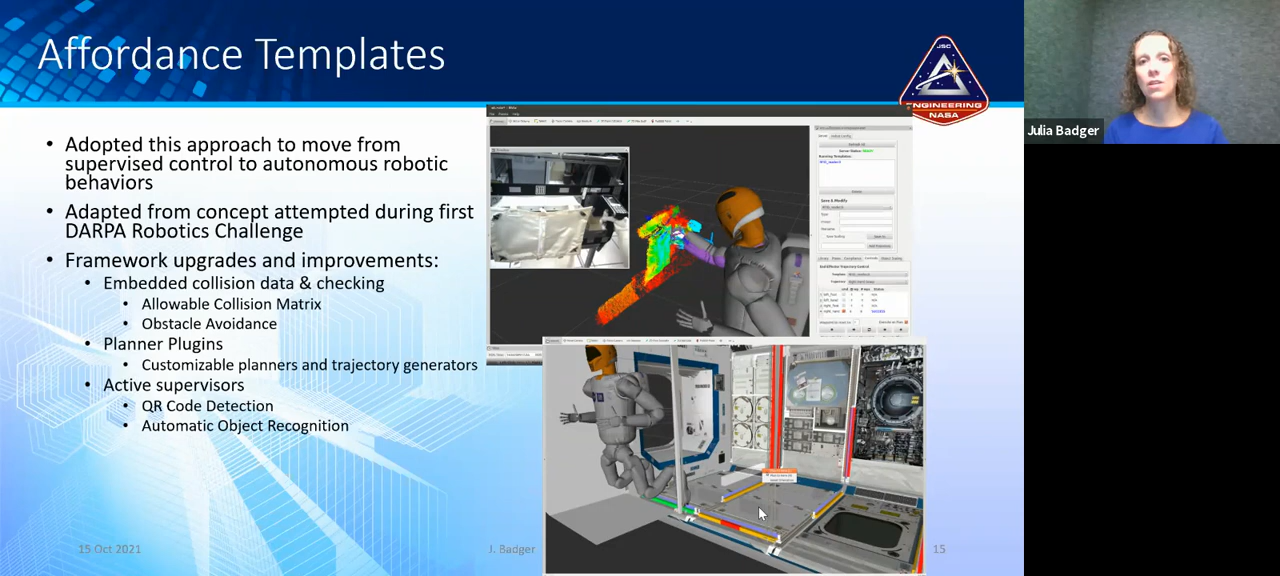 Affordance Templates
JSC
ENGINEERING
NASA
Julia Badger
• Adopted this approach to move from
supervised control to autonomous robotic
behaviors
• Adapted from concept attempted during first
DARPA Robotics Challenge
• Framework upgrades and improvements:
• Embedded collision data & checking
• Allowable Collision Matrix
• Obstacle Avoidance
• Planner Plugins
• Customizable planners and trajectory generators
• Active supervisors
• QR Code Detection
• Automatic Object Recognition
15 Oct 2021
J. Badger
15